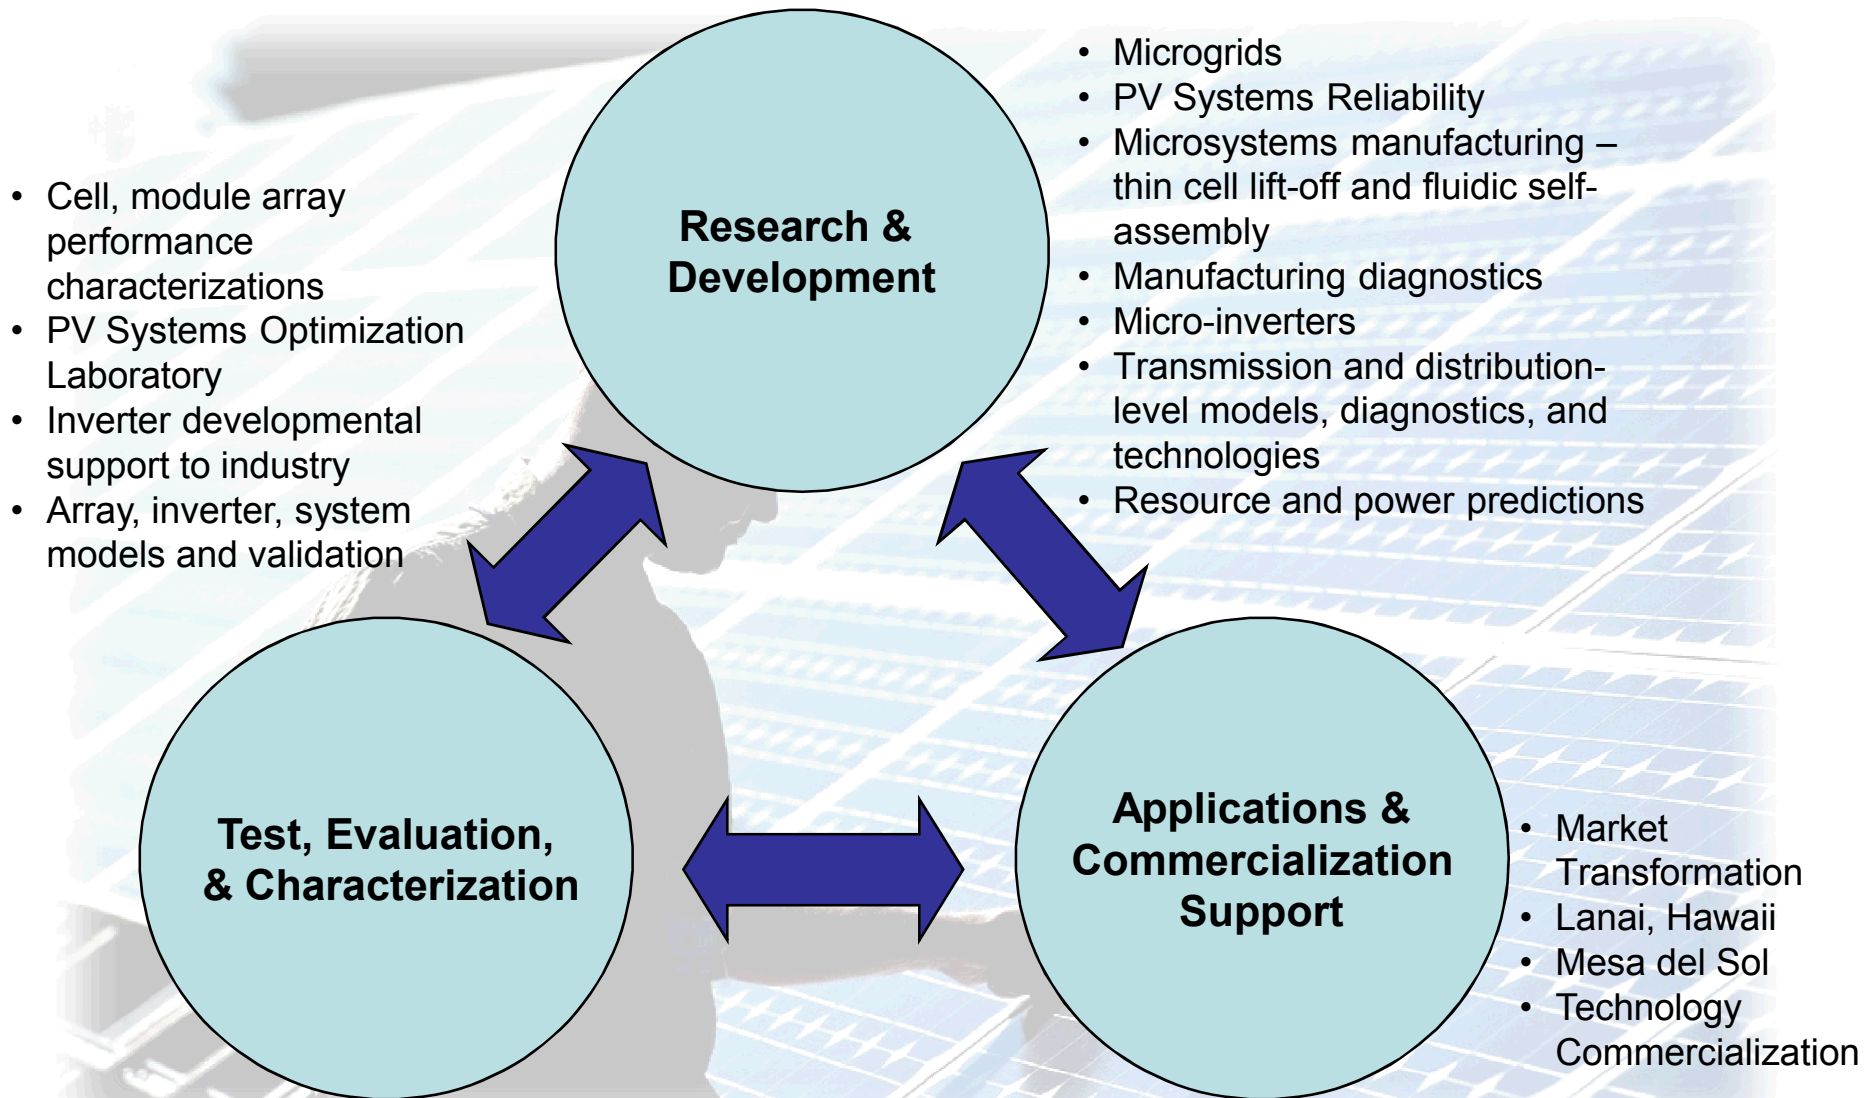 Research &
Development
• Microgrids
• PV Systems Reliability
• Microsystems manufacturing –
thin cell lift-off and fluidic self-
assembly
• Manufacturing diagnostics
• Micro-inverters
• Transmission and distribution-
level models, diagnostics, and
technologies
• Resource and power predictions
• Cell, module array
performance
characterizations
• PV Systems Optimization
Laboratory
• Inverter developmental
support to industry
• Array, inverter, system
models and validation
Test, Evaluation,
& Characterization
Applications &
Commercialization
Support
• Market
Transformation
• Lanai, Hawaii
• Mesa del Sol
• Technology
Commercialization